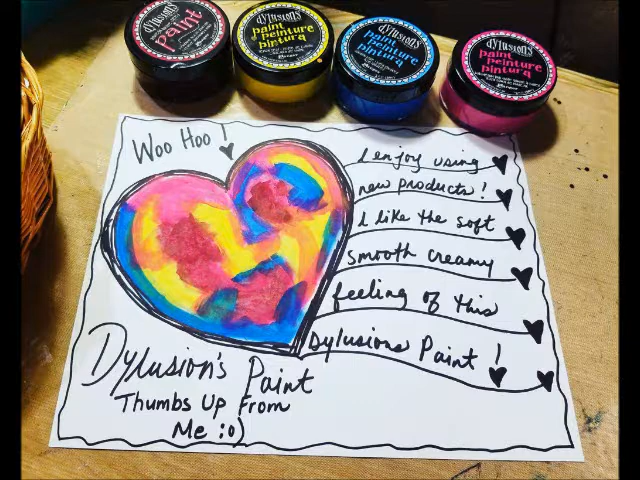 dylusions
paint
dylusions
paint
peinture
pintura
dylusions
paint
peinture
pintura
dylusions
paint
peinture
pintura
Woo Hoo!
I enjoy using
new products!
I like the soft
smooth creamy
feeling of this
Dylusions Paint!
Dylusion's Paint
Thumbs Up From
Me :o)